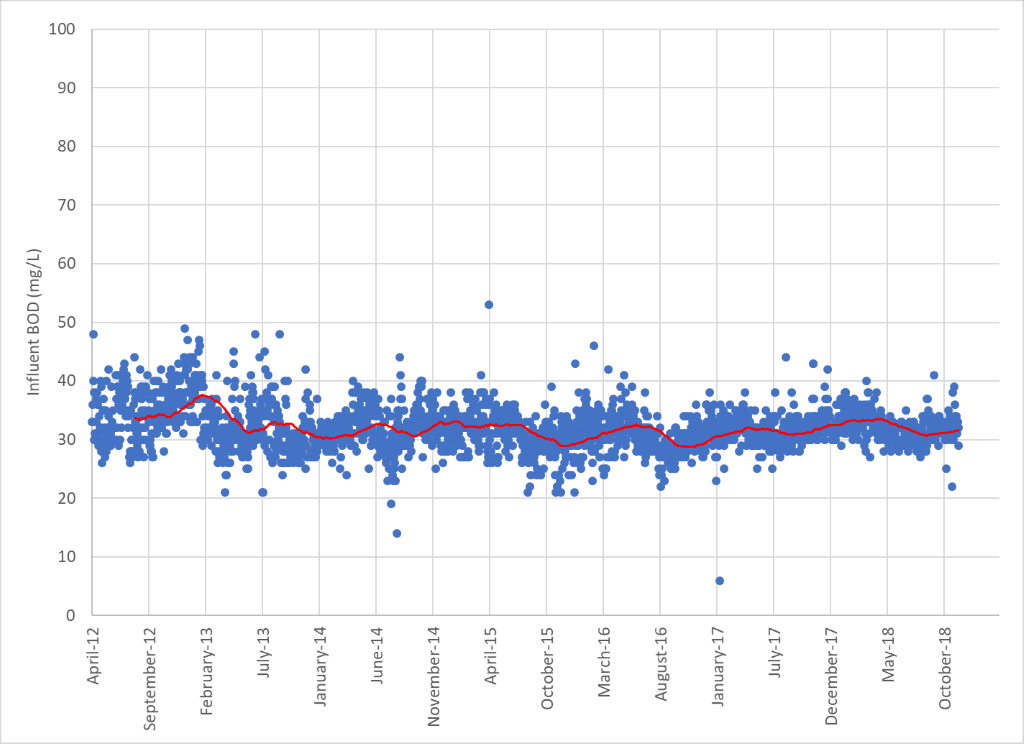 100
90
80
70
60
50
40
30
20
10
0
Influent BOD (mg/L)
April-12
September-12
February-13
July-13
January-14
June-14
November-14
April-15
October-15
March-16
August-16
January-17
July-17
December-17
May-18
October-18